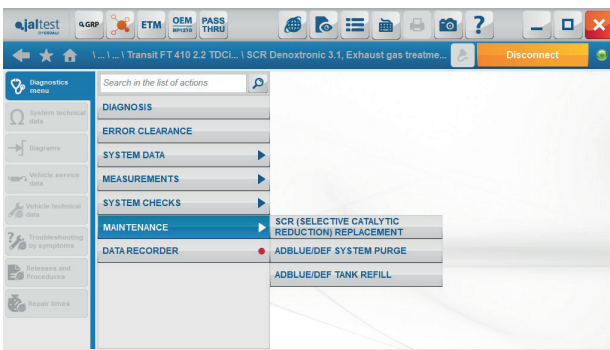 jaltest
GRP
ETM
OEM
PASS
THRU
?
\ ... \ ... \ Transit FT 410 2.2 TDCi... \ SCR Denoxtronic 3.1, Exhaust gas treatme...
Disconnect
Diagnostics
menu
Search in the list of actions
DIAGNOSIS
System technical
data
ERROR CLEARANCE
Diagrams
SYSTEM DATA
Vehicle service
data
MEASUREMENTS
Vehicle technical
data
SYSTEM CHECKS
MAINTENANCE
SCR (SELECTIVE CATALYTIC
REDUCTION) REPLACEMENT
Troubleshooting
by symptoms
DATA RECORDER
ADBLUE/DEF SYSTEM PURGE
Releases and
Procedures
ADBLUE/DEF TANK REFILL
Repair times